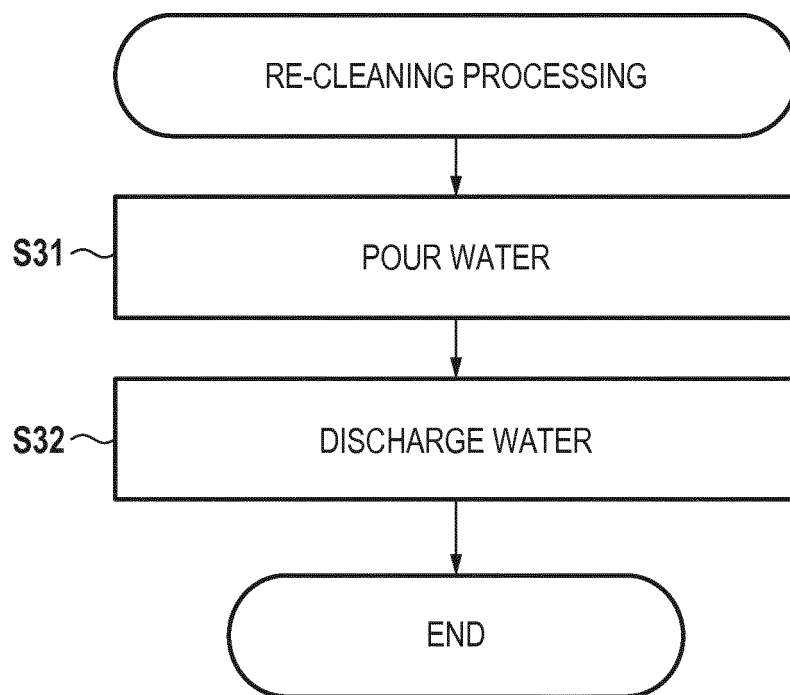 RE-CLEANING PROCESSING
S31
POUR WATER
S32
DISCHARGE WATER
END